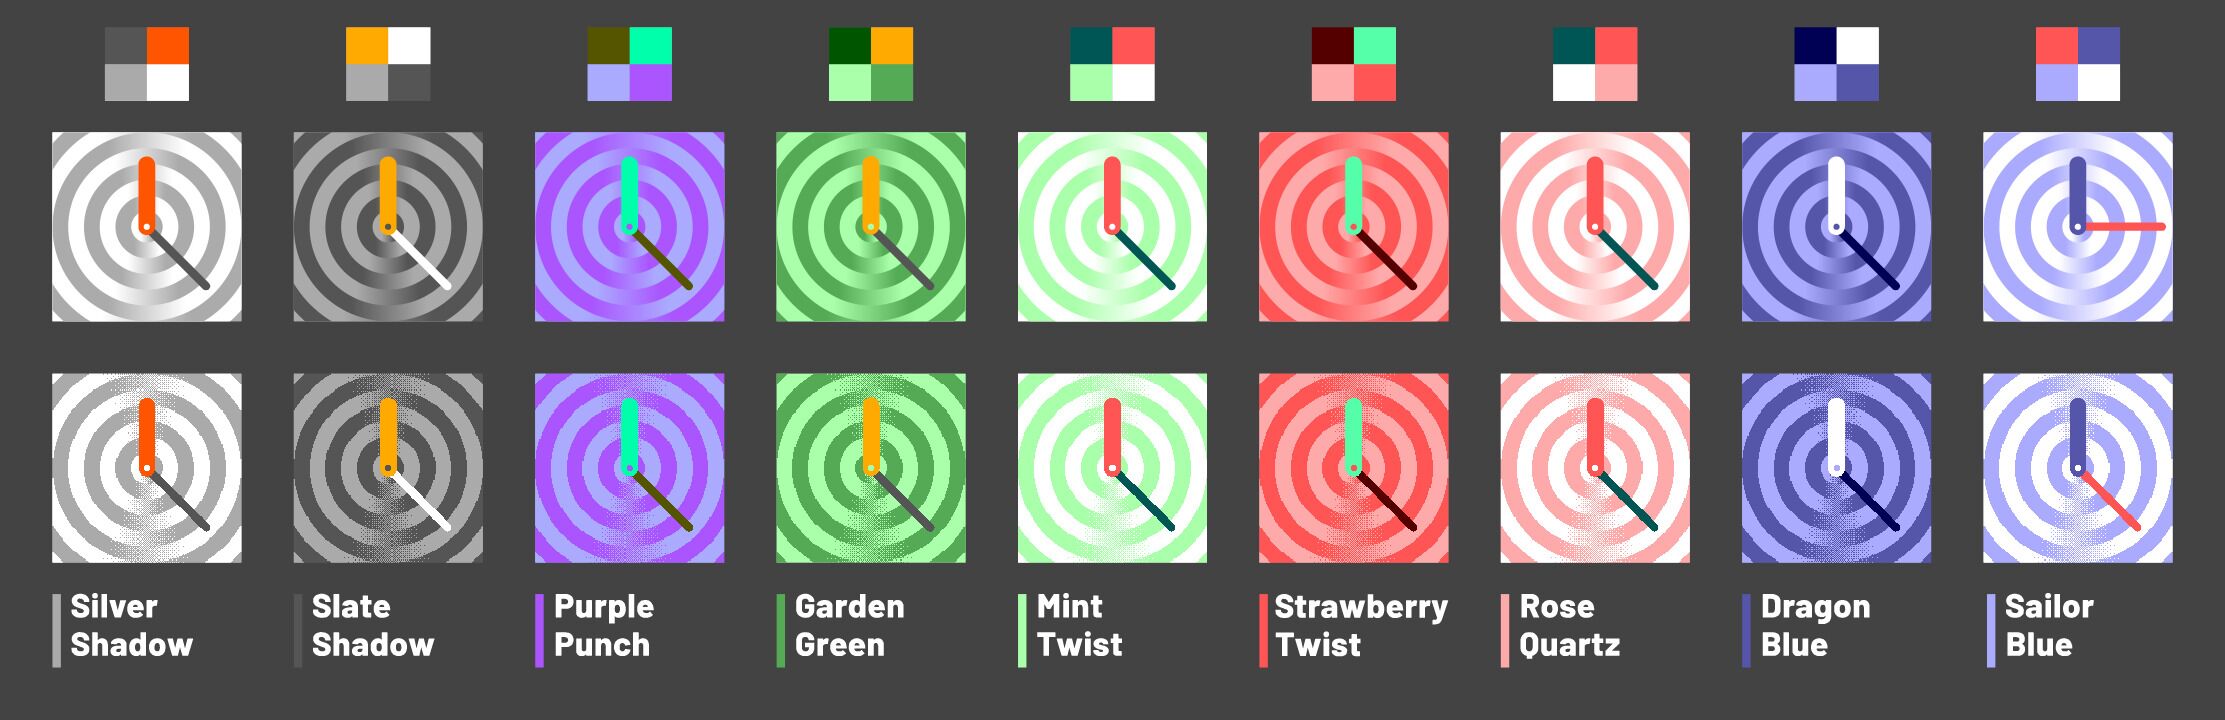 Silver
Shadow
Slate
Shadow
Purple
Punch
Garden
Green
Mint
Twist
Strawberry
Twist
Rose
Quartz
Dragon
Blue
Sailor
Blue